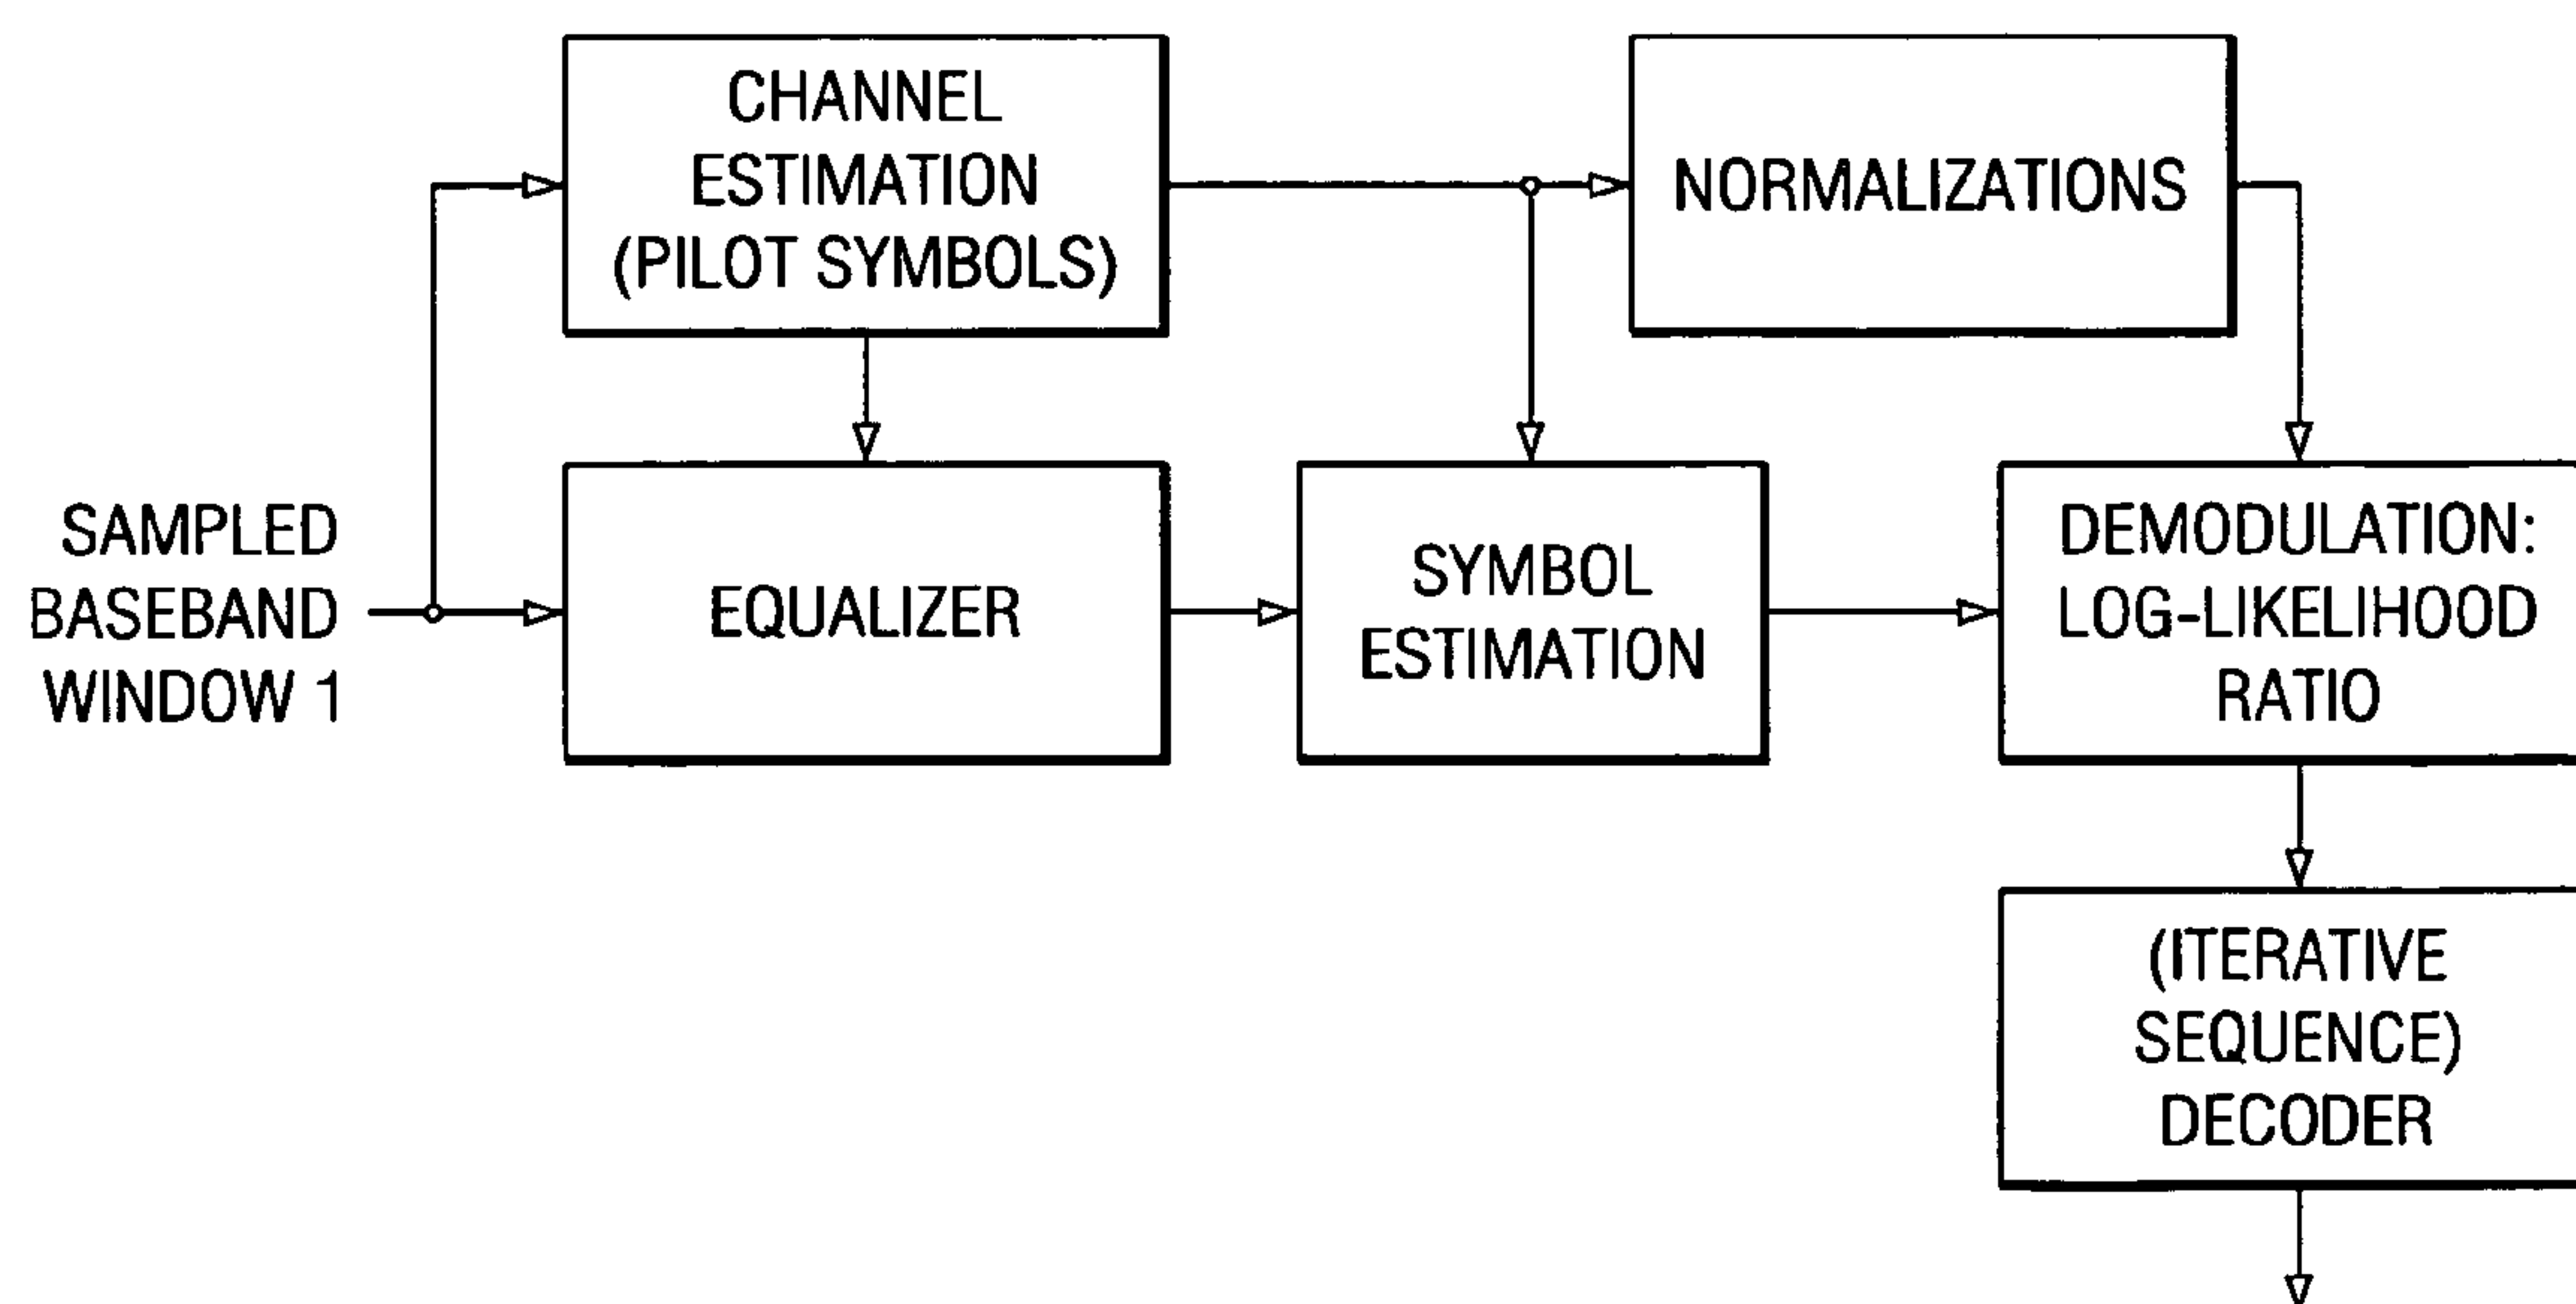 CHANNEL
ESTIMATION
(PILOT SYMBOLS)
NORMALIZATIONS
SAMPLED
BASEBAND
WINDOW 1
EQUALIZER
SYMBOL
ESTIMATION
DEMODULATION:
LOG-LIKELIHOOD
RATIO
(ITERATIVE
SEQUENCE)
DECODER